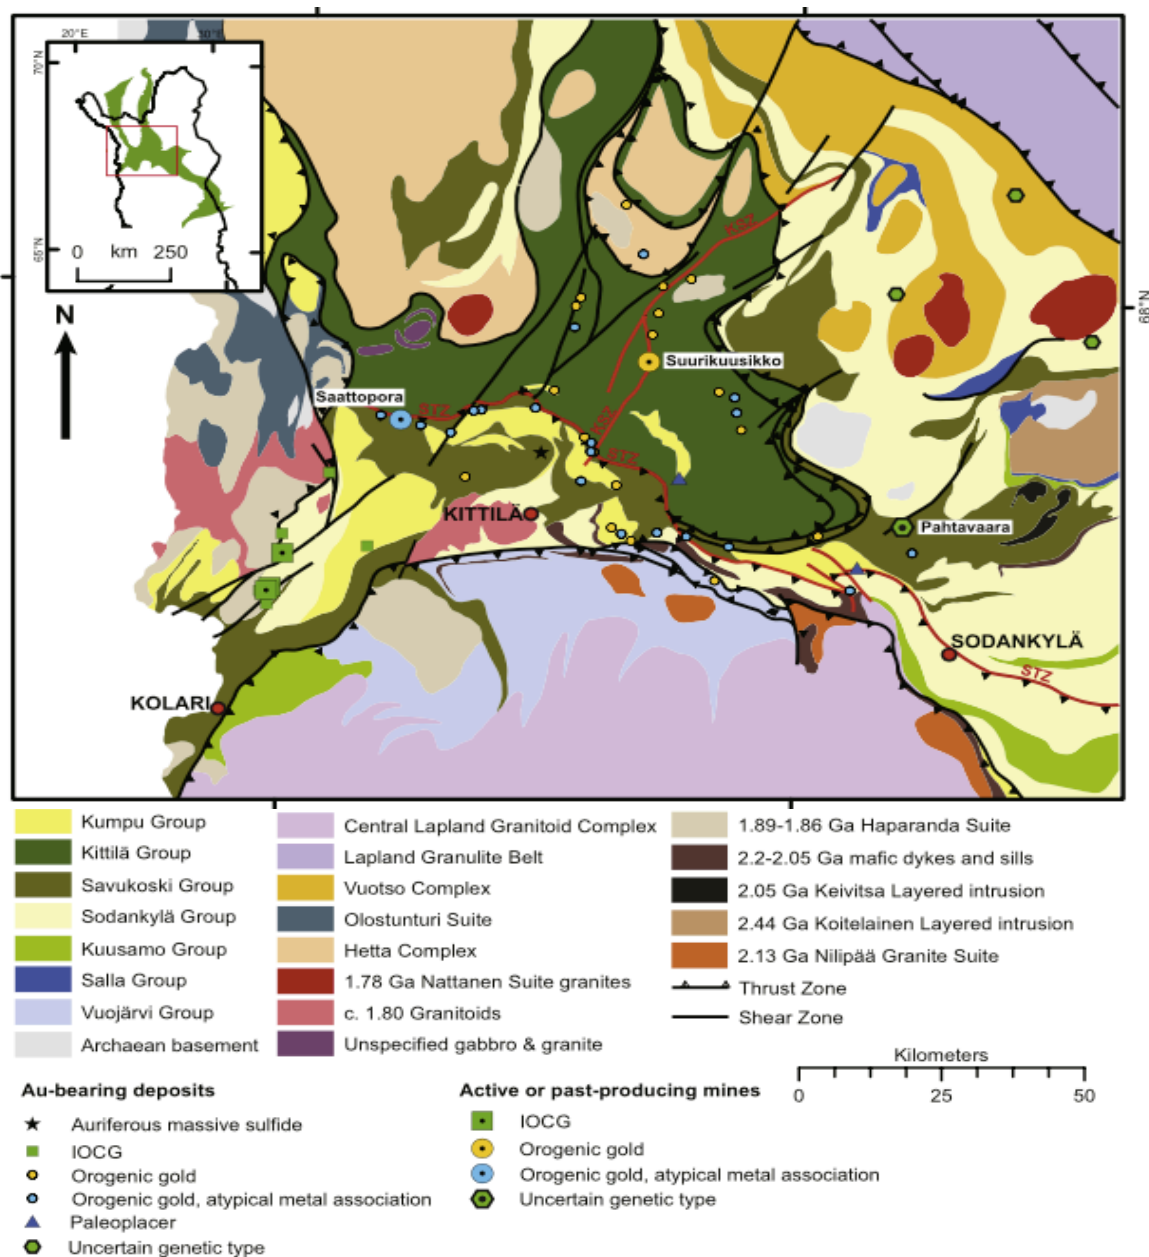 20°E
30°E
70°N
65°N
0 km 250
N
68°N
KSZ
Suurikuusikko
Saattopora
STZ
KSZ
STZ
KITTILÄ
Pahtavaara
SODANKYLÄ
STZ
KOLARI
Kumpu Group
Kittilä Group
Savukoski Group
Sodankylä Group
Kuusamo Group
Salla Group
Vuojärvi Group
Archaean basement
Central Lapland Granitoid Complex
Lapland Granulite Belt
Vuotso Complex
Olostunturi Suite
Hetta Complex
1.78 Ga Nattanen Suite granites
c. 1.80 Granitoids
Unspecified gabbro & granite
1.89-1.86 Ga Haparanda Suite
2.2-2.05 Ga mafic dykes and sills
2.05 Ga Keivitsa Layered intrusion
2.44 Ga Koitelainen Layered intrusion
2.13 Ga Nilipää Granite Suite
Thrust Zone
Shear Zone
Kilometers
0 25 50
Au-bearing deposits
Auriferous massive sulfide
IOCG
Orogenic gold
Orogenic gold, atypical metal association
Paleoplacer
Uncertain genetic type
Active or past-producing mines
IOCG
Orogenic gold
Orogenic gold, atypical metal association
Uncertain genetic type